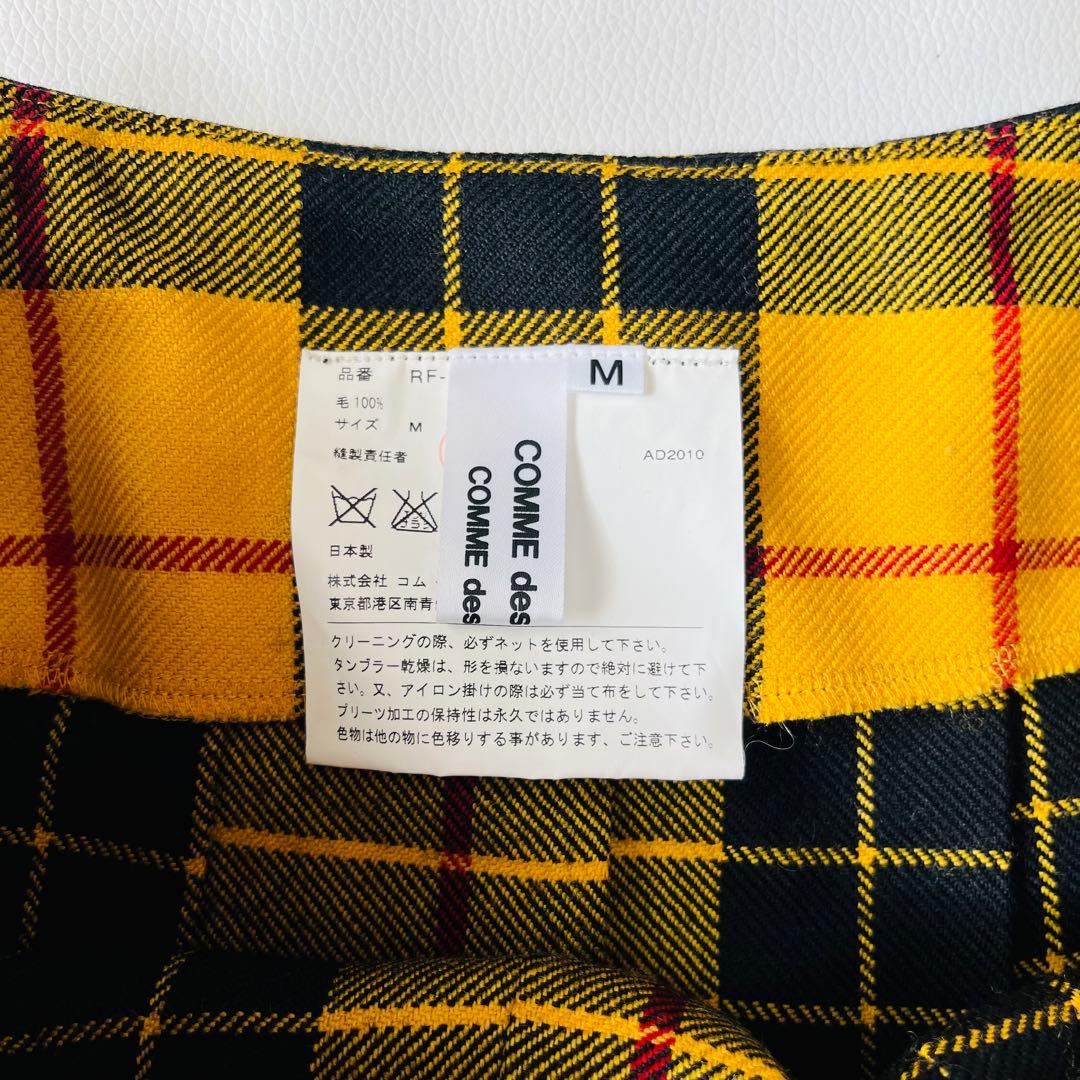 品番 RF-
M
毛 100%
サイズ M
縫製責任者
AD2010
COMME des
COMME des
日本製
株式会社 コム
東京都港区南青
クリーニングの際、必ずネットを使用して下さい。
タンブラー乾燥は、形を損ないますので絶対に避けて下
さい。又、アイロン掛けの際は必ず当て布をして下さい。
プリーツ加工の保持性は永久ではありません。
色物は他の物に色移りする事があります、ご注意下さい。